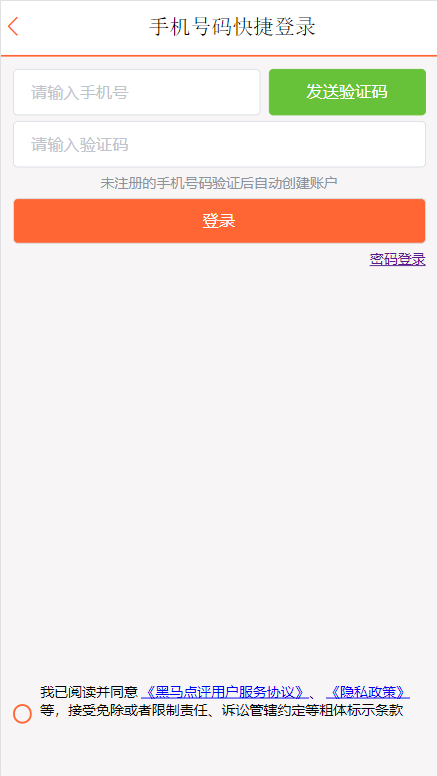 手机号码快捷登录
请输入手机号
发送验证码
请输入验证码
未注册的手机号码验证后自动创建账户
登录
密码登录
我已阅读并同意《黑马点评用户服务协议》、《隐私政策》
等，接受免除或者限制责任、诉讼管辖约定等粗体标示条款